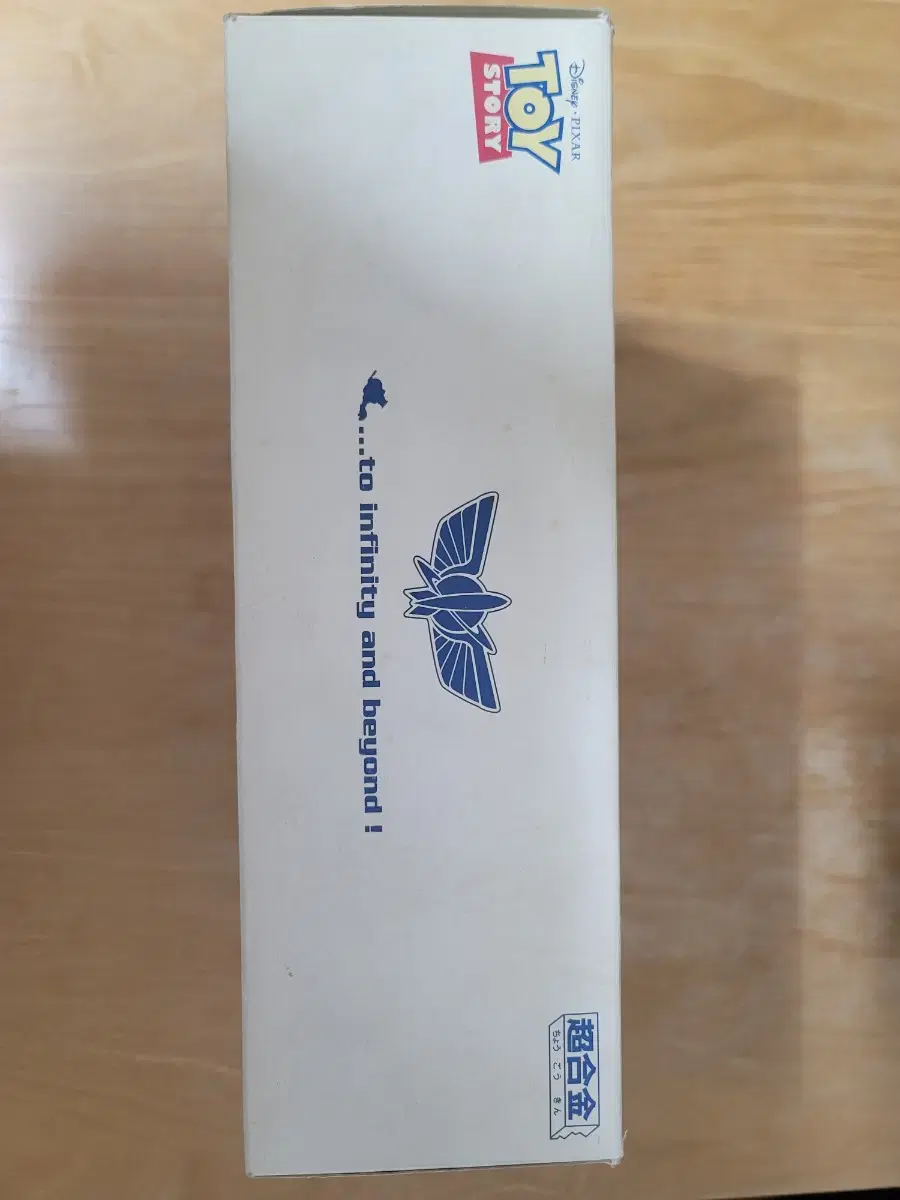 Disney · PIXAR
TOY
STORY
...to infinity and beyond !
超合金
ちょうごうきん